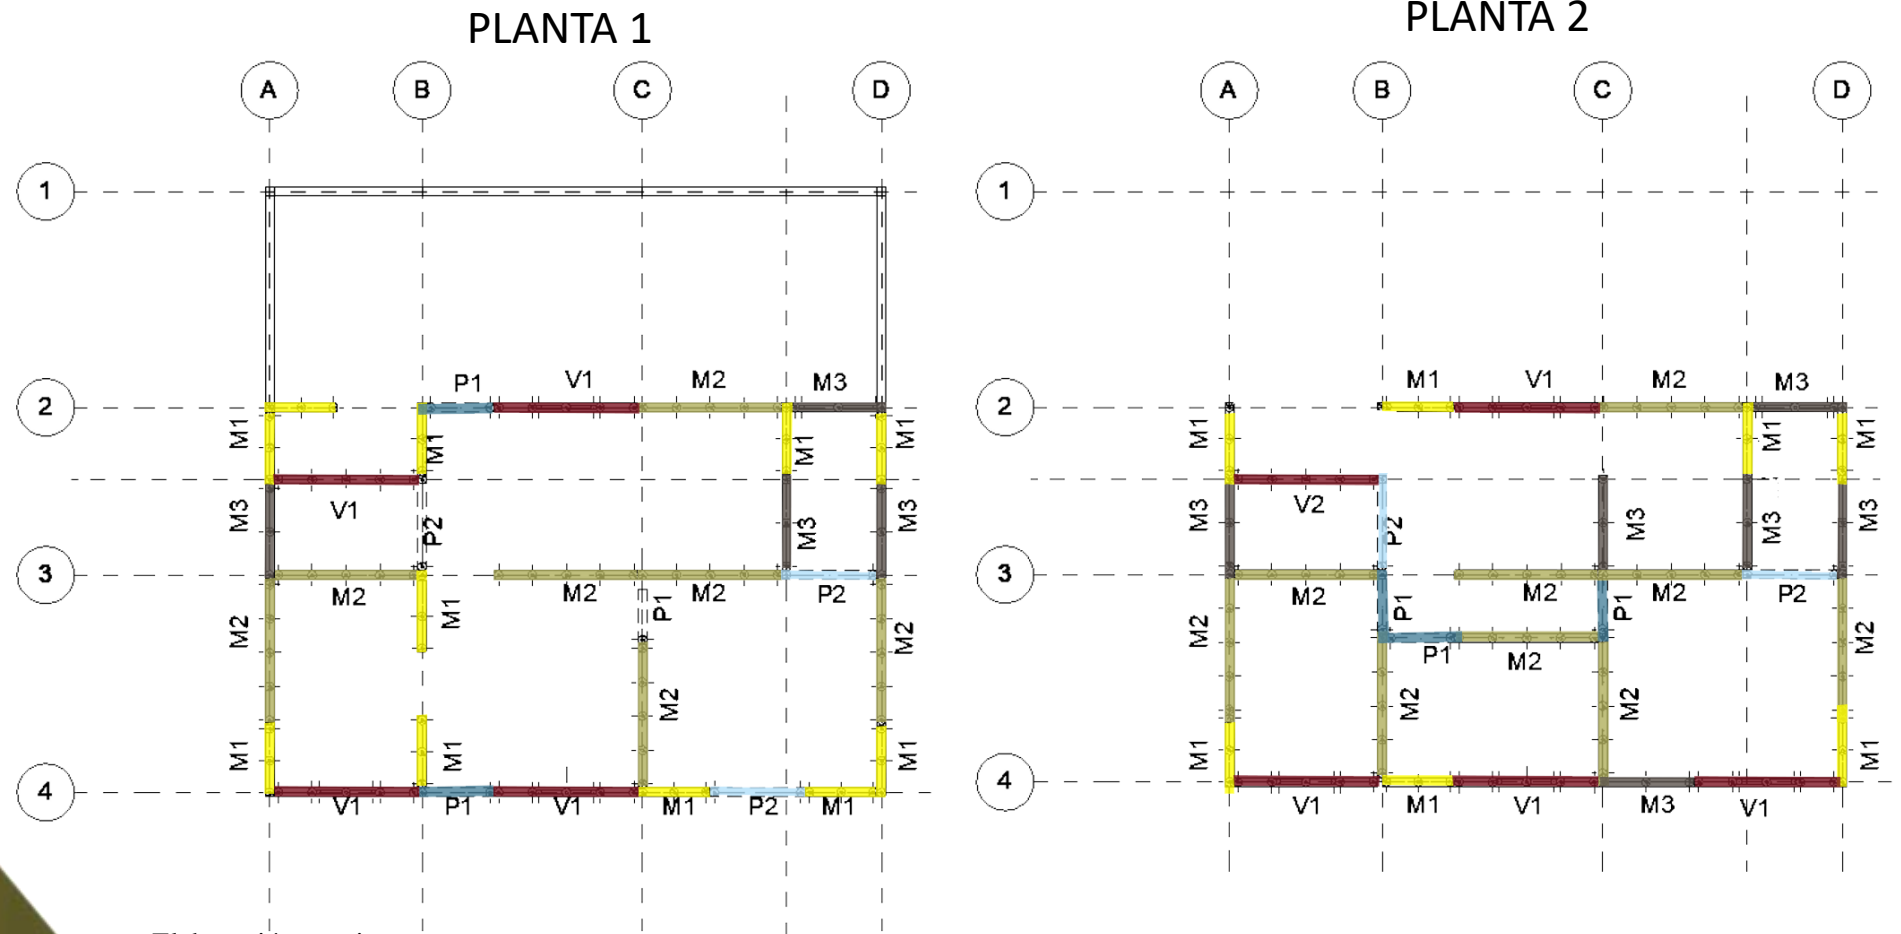 PLANTA 1
A B C D
1
2
3
4
P1 V1 M2 M3
M1 M1 M1 M1
V1
M3 P2 M3 M3
M2 M2 M2 P2
M2 M1 P1 M2
M2
M1 M1 M1
V1 P1 V1 M1 P2 M1
PLANTA 2
A B C D
1
2
3
4
M1 V1 M2 M3
M1 M1 M1
V2
M3 P2 M3 M3 M3
M2 M2 M2 P2
M2 P1 P1 M2
P1 M2
M2 M2
M1 M1
V1 M1 V1 M3 V1